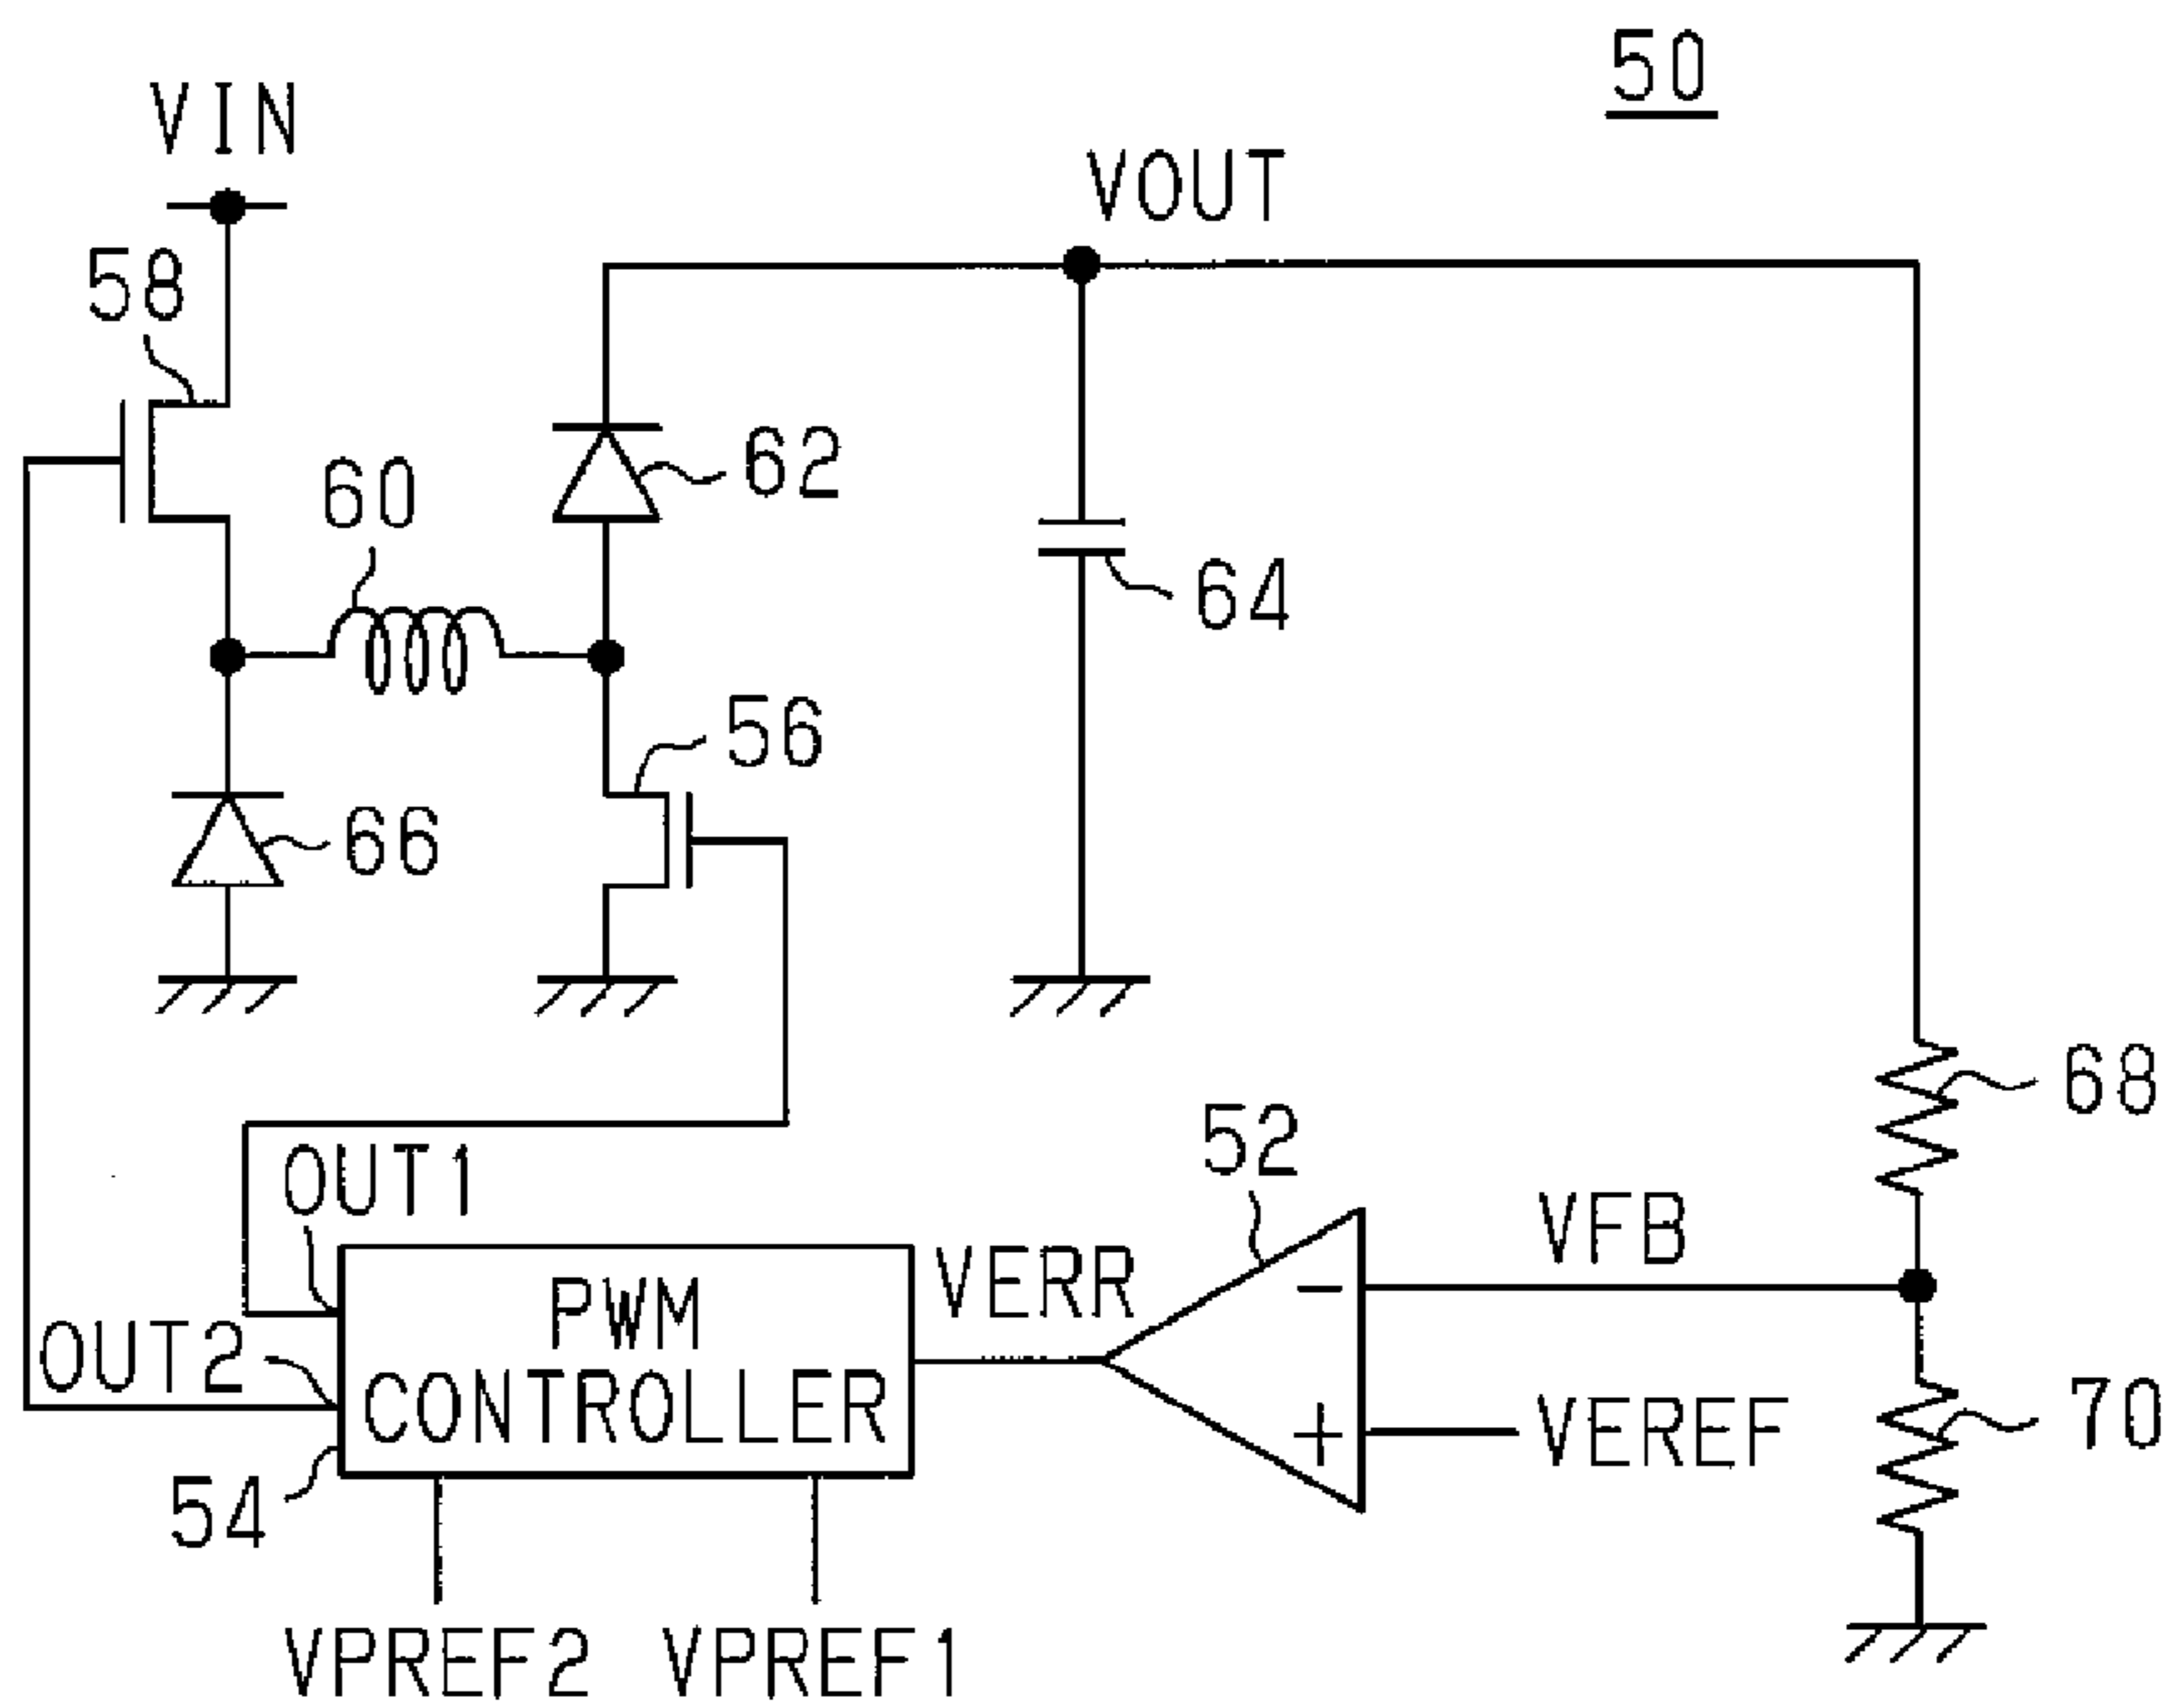 50
VIN
VOUT
58
62
60
64
56
66
68
52
OUT1
VFB
VERR
PWM
CONTROLLER
OUT2
VEREF
70
54
VPREF2
VPREF1
-
+